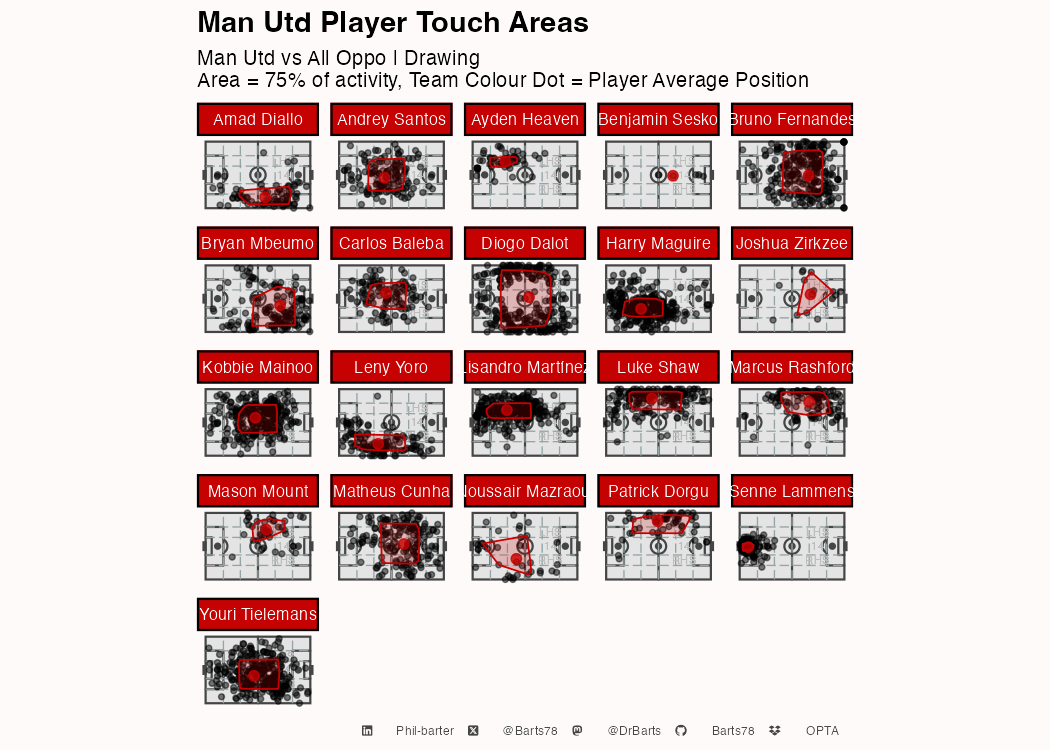 Man Utd Player Touch Areas
Man Utd vs All Oppo | Drawing
Area = 75% of activity, Team Colour Dot = Player Average Position
Amad Diallo Andrey Santos Ayden Heaven Benjamin Sesko Bruno Fernandes
Bryan Mbeumo Carlos Baleba Diogo Dalot Harry Maguire Joshua Zirkzee
Kobbie Mainoo Leny Yoro isandro Martínez Luke Shaw Marcus Rashford
Mason Mount Matheus Cunha Noussair Mazraou Patrick Dorgu Senne Lammens
Youri Tielemans
Phil-barter @Barts78 @DrBarts Barts78 OPTA